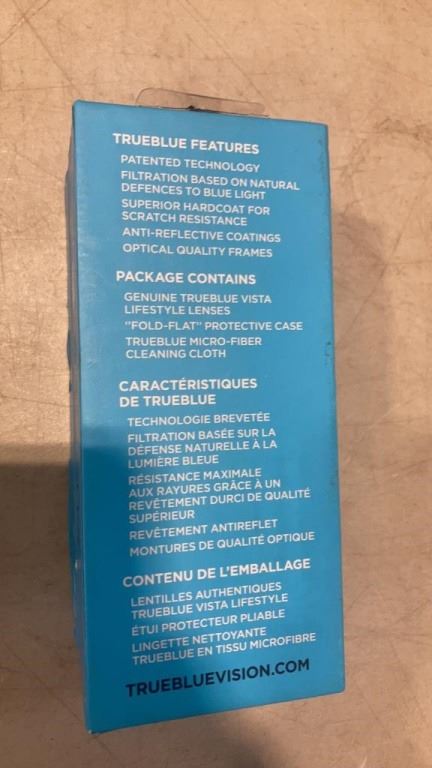 TRUEBLUE FEATURES
PATENTED TECHNOLOGY
FILTRATION BASED ON NATURAL
DEFENCES TO BLUE LIGHT
SUPERIOR HARDCOAT FOR
SCRATCH RESISTANCE
ANTI-REFLECTIVE COATINGS
OPTICAL QUALITY FRAMES
PACKAGE CONTAINS
GENUINE TRUEBLUE VISTA
LIFESTYLE LENSES
"FOLD-FLAT" PROTECTIVE CASE
TRUEBLUE MICRO-FIBER
CLEANING CLOTH
CARACTÉRISTIQUES
DE TRUEBLUE
TECHNOLOGIE BREVETÉE
FILTRATION BASÉE SUR LA
DÉFENSE NATURELLE À LA
LUMIÈRE BLEUE
RÉSISTANCE MAXIMALE
AUX RAYURES GRÂCE À UN
REVÊTEMENT DURCI DE QUALITÉ
SUPÉRIEUR
REVÊTEMENT ANTIREFLET
MONTURES DE QUALITÉ OPTIQUE
CONTENU DE L'EMBALLAGE
LENTILLES AUTHENTIQUES
TRUEBLUE VISTA LIFESTYLE
ÉTUI PROTECTEUR PLIABLE
LINGETTE NETTOYANTE
TRUEBLUE EN TISSU MICROFIBRE
TRUEBLUEVISION.COM